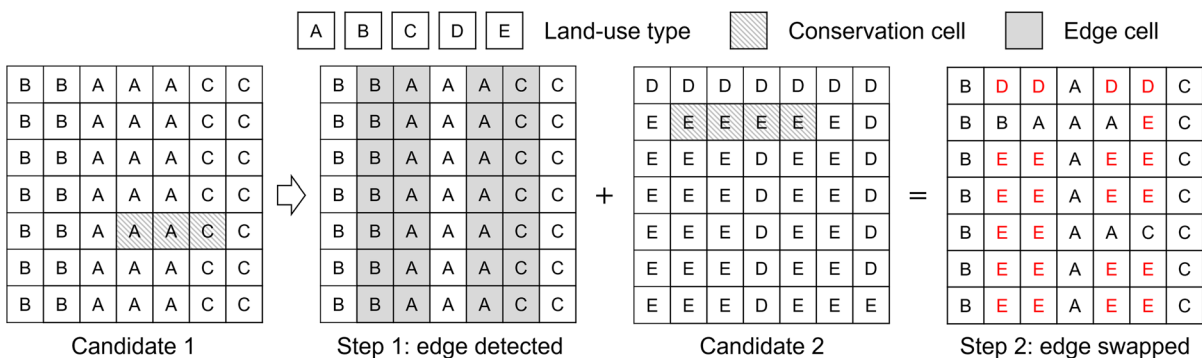 A B C D E Land-use type Conservation cell Edge cell
B B A A A C C B B A A A C C D D D D D D D B D D A D D C
B B A A A C C B B A A A C C E E E E E E D B B A A A E C
B B A A A C C B B A A A C C E E E D E E D B E E A E E C
B B A A A C C B B A A A C C + E E E D E E D = B E E A E E C
B B A A A C C B B A A A C C E E E D E E D B E E A A C C
B B A A A C C B B A A A C C E E E D E E D B E E A E E C
B B A A A C C B B A A A C C E E E D E E E B E E A E E C
Candidate 1 Step 1: edge detected Candidate 2 Step 2: edge swapped